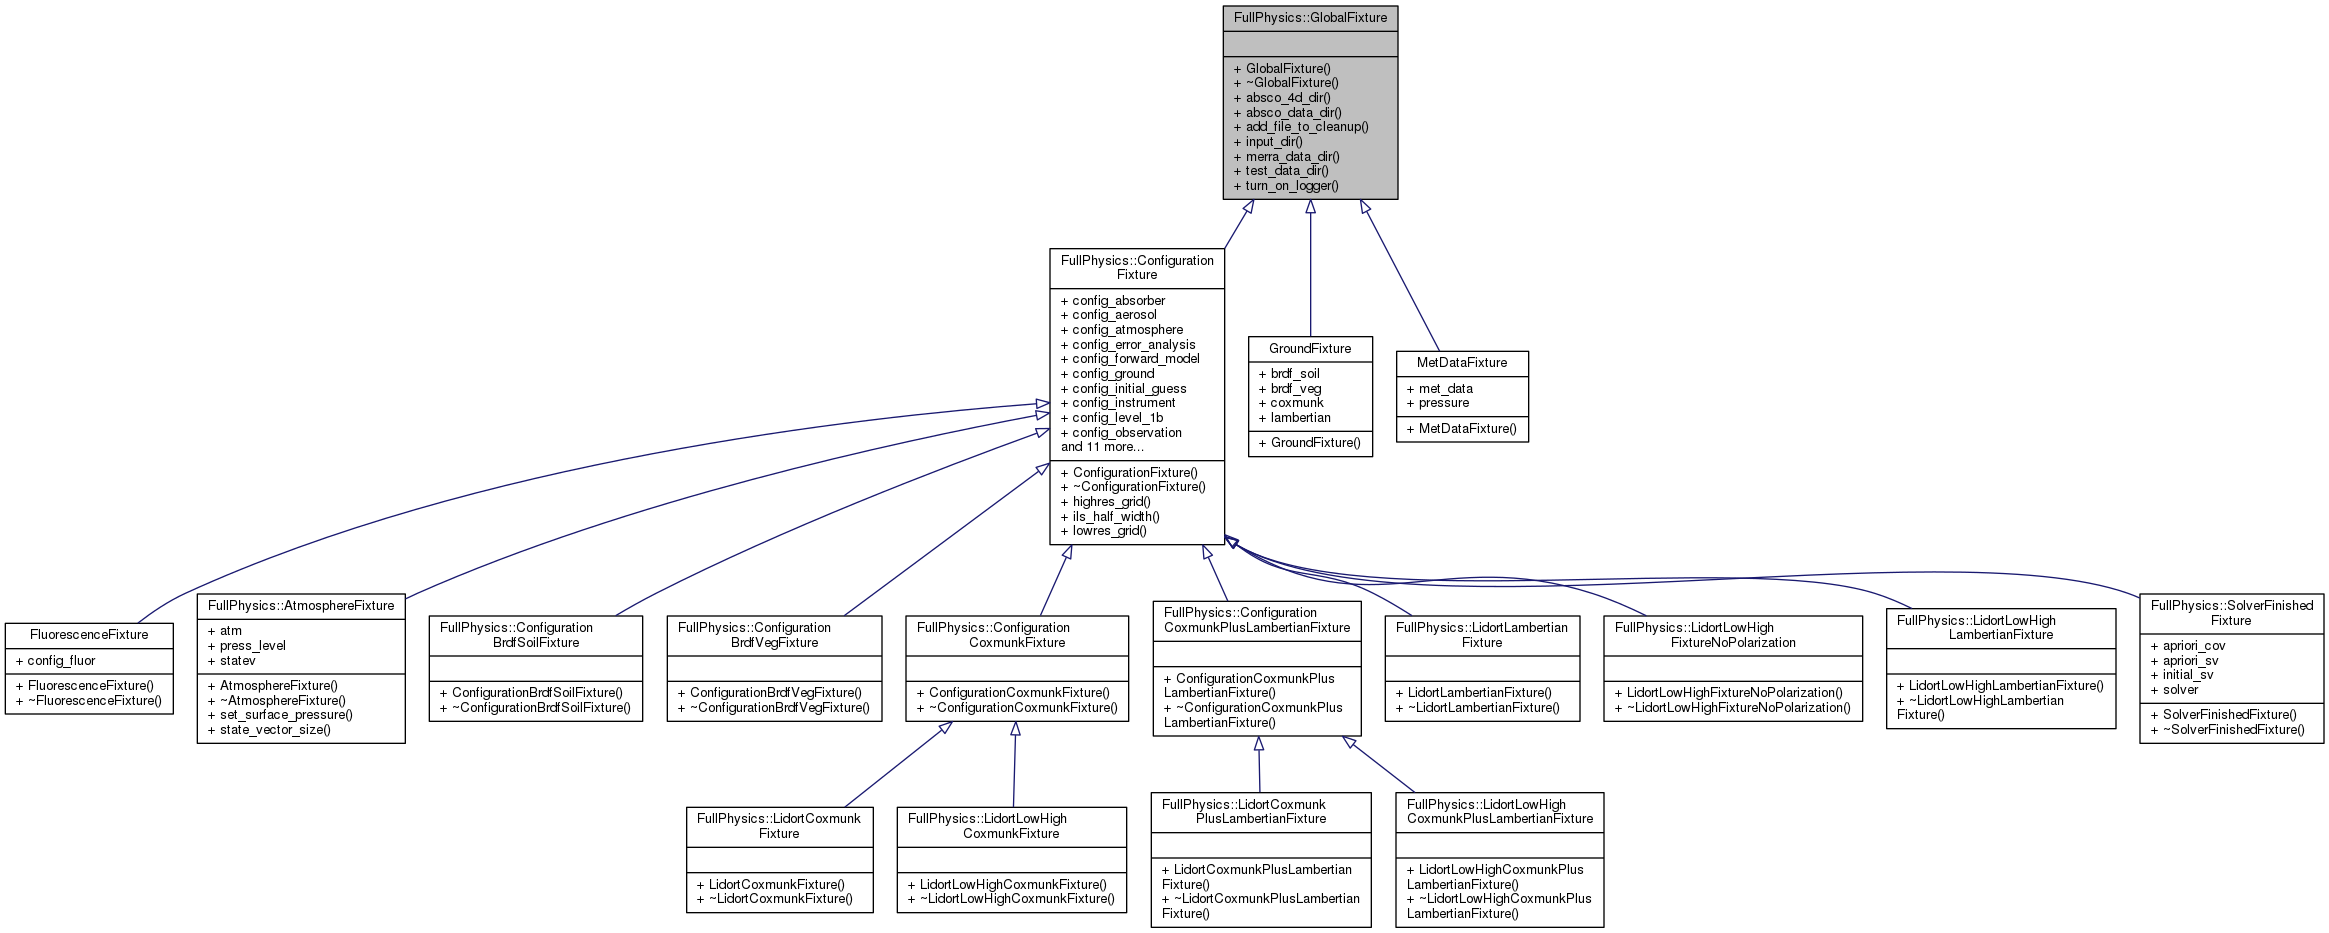 FullPhysics::GlobalFixture
+ GlobalFixture()
+ ~GlobalFixture()
+ absco_4d_dir()
+ absco_data_dir()
+ add_file_to_cleanup()
+ input_dir()
+ merra_data_dir()
+ test_data_dir()
+ turn_on_logger()
FullPhysics::Configuration
Fixture
+ config_absorber
+ config_aerosol
+ config_atmosphere
+ config_error_analysis
+ config_forward_model
+ config_ground
+ config_initial_guess
+ config_instrument
+ config_level_1b
+ config_observation
and 11 more...
+ ConfigurationFixture()
+ ~ConfigurationFixture()
+ highres_grid()
+ ils_half_width()
+ lowres_grid()
GroundFixture
+ brdf_soil
+ brdf_veg
+ coxmunk
+ lambertian
+ GroundFixture()
MetDataFixture
+ met_data
+ pressure
+ MetDataFixture()
FluorescenceFixture
+ config_fluor
+ FluorescenceFixture()
+ ~FluorescenceFixture()
FullPhysics::AtmosphereFixture
+ atm
+ press_level
+ statev
+ AtmosphereFixture()
+ ~AtmosphereFixture()
+ set_surface_pressure()
+ state_vector_size()
FullPhysics::Configuration
BrdfSoilFixture
+ ConfigurationBrdfSoilFixture()
+ ~ConfigurationBrdfSoilFixture()
FullPhysics::Configuration
BrdfVegFixture
+ ConfigurationBrdfVegFixture()
+ ~ConfigurationBrdfVegFixture()
FullPhysics::Configuration
CoxmunkFixture
+ ConfigurationCoxmunkFixture()
+ ~ConfigurationCoxmunkFixture()
FullPhysics::Configuration
CoxmunkPlusLambertianFixture
+ ConfigurationCoxmunkPlus
LambertianFixture()
+ ~ConfigurationCoxmunkPlus
LambertianFixture()
FullPhysics::LidortLambertian
Fixture
+ LidortLambertianFixture()
+ ~LidortLambertianFixture()
FullPhysics::LidortLowHigh
FixtureNoPolarization
+ LidortLowHighFixtureNoPolarization()
+ ~LidortLowHighFixtureNoPolarization()
FullPhysics::LidortLowHigh
LambertianFixture
+ LidortLowHighLambertianFixture()
+ ~LidortLowHighLambertian
Fixture()
FullPhysics::SolverFinished
Fixture
+ apriori_cov
+ apriori_sv
+ initial_sv
+ solver
+ SolverFinishedFixture()
+ ~SolverFinishedFixture()
FullPhysics::LidortCoxmunk
Fixture
+ LidortCoxmunkFixture()
+ ~LidortCoxmunkFixture()
FullPhysics::LidortLowHigh
CoxmunkFixture
+ LidortLowHighCoxmunkFixture()
+ ~LidortLowHighCoxmunkFixture()
FullPhysics::LidortCoxmunk
PlusLambertianFixture
+ LidortCoxmunkPlusLambertian
Fixture()
+ ~LidortCoxmunkPlusLambertian
Fixture()
FullPhysics::LidortLowHigh
CoxmunkPlusLambertianFixture
+ LidortLowHighCoxmunkPlus
LambertianFixture()
+ ~LidortLowHighCoxmunkPlus
LambertianFixture()